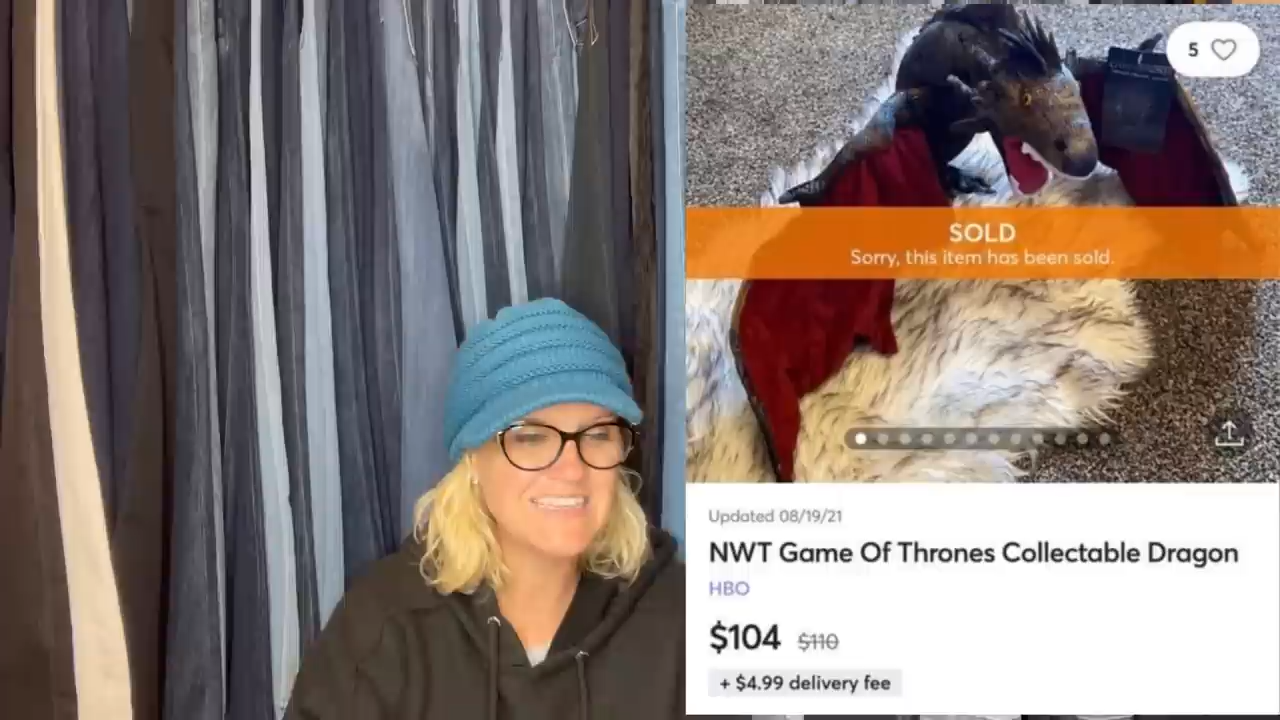 5
SOLD
Sorry, this item has been sold.
Updated 08/19/21
NWT Game Of Thrones Collectable Dragon
HBO
$104 $110
+ $4.99 delivery fee